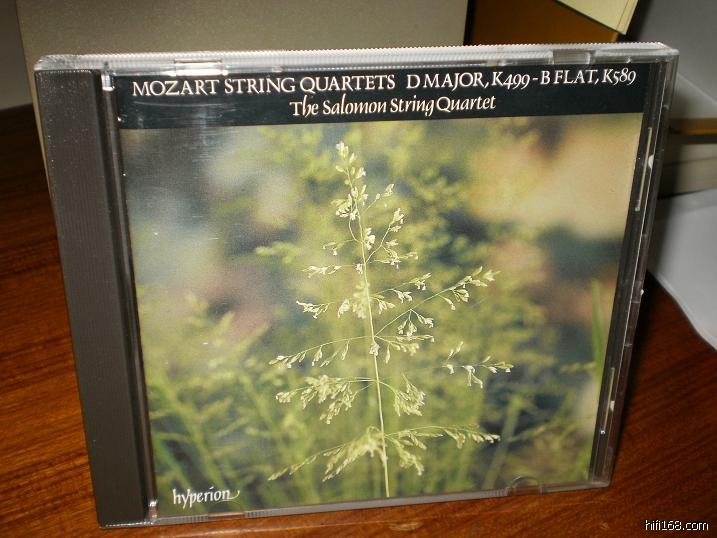 MOZART STRING QUARTETS D MAJOR, K499 - B FLAT, K589
The Salomon String Quartet
hyperion
hifi168.com